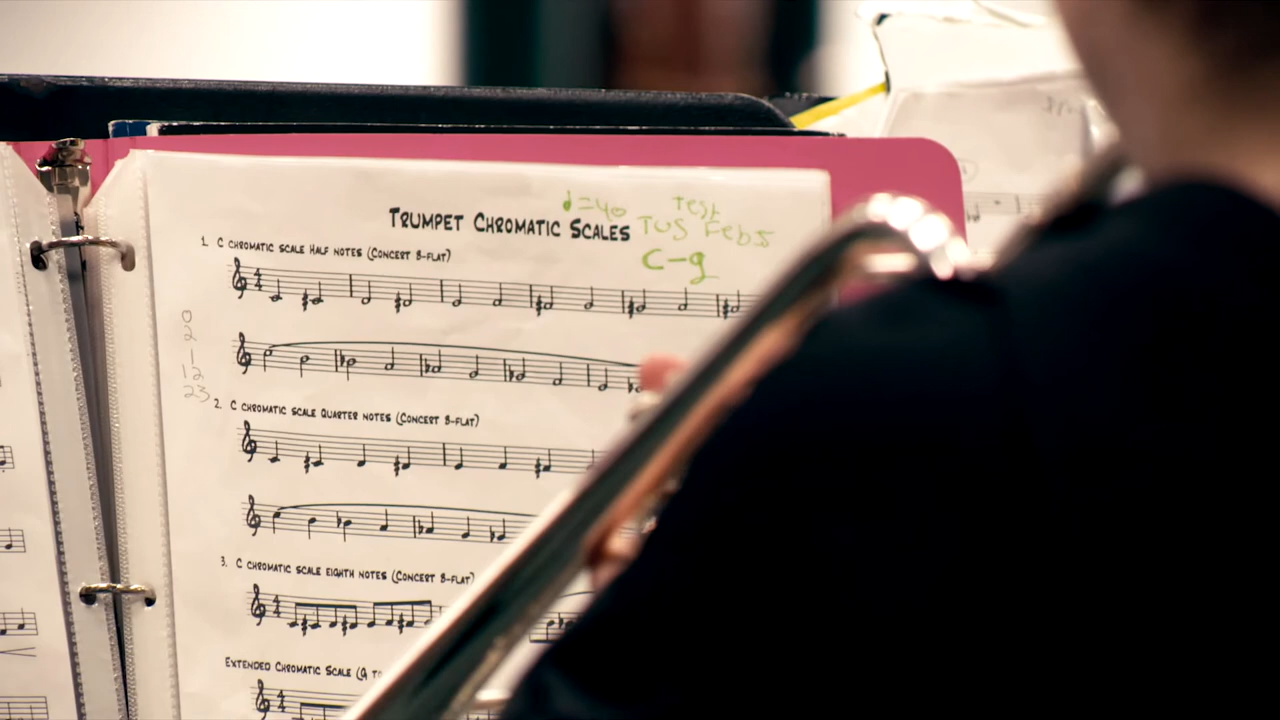 ♩=40 Test
TRUMPET CHROMATIC SCALES TUS Feb 5
1. C CHROMATIC SCALE HALF NOTES (CONCERT B-FLAT)
C-g
0
2
1
12
23
2. C CHROMATIC SCALE QUARTER NOTES (CONCERT B-FLAT)
3. C CHROMATIC SCALE EIGHTH NOTES (CONCERT B-FLAT)
EXTENDED CHROMATIC SCALE (G TO